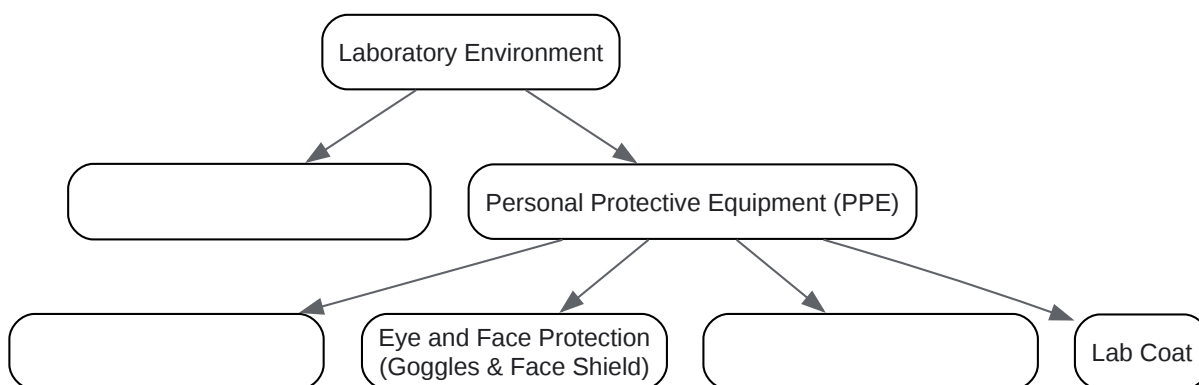 Laboratory Environment
Personal Protective Equipment (PPE)
Eye and Face Protection
(Goggles & Face Shield)
Lab Coat